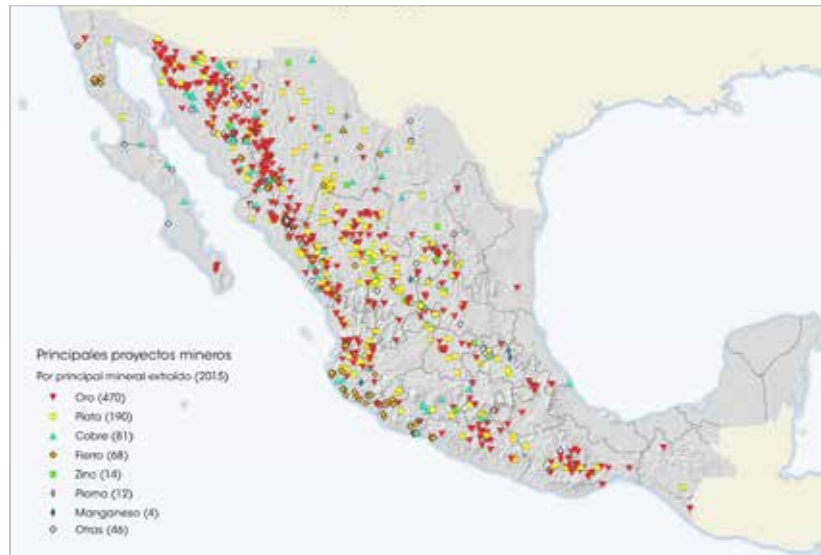 Principales proyectos mineros
Por principal mineral extraído (2015)
Oro (470)
Plata (190)
Cobre (81)
Fierro (68)
Zinc (14)
Plomo (12)
Manganeso (4)
Otras (46)